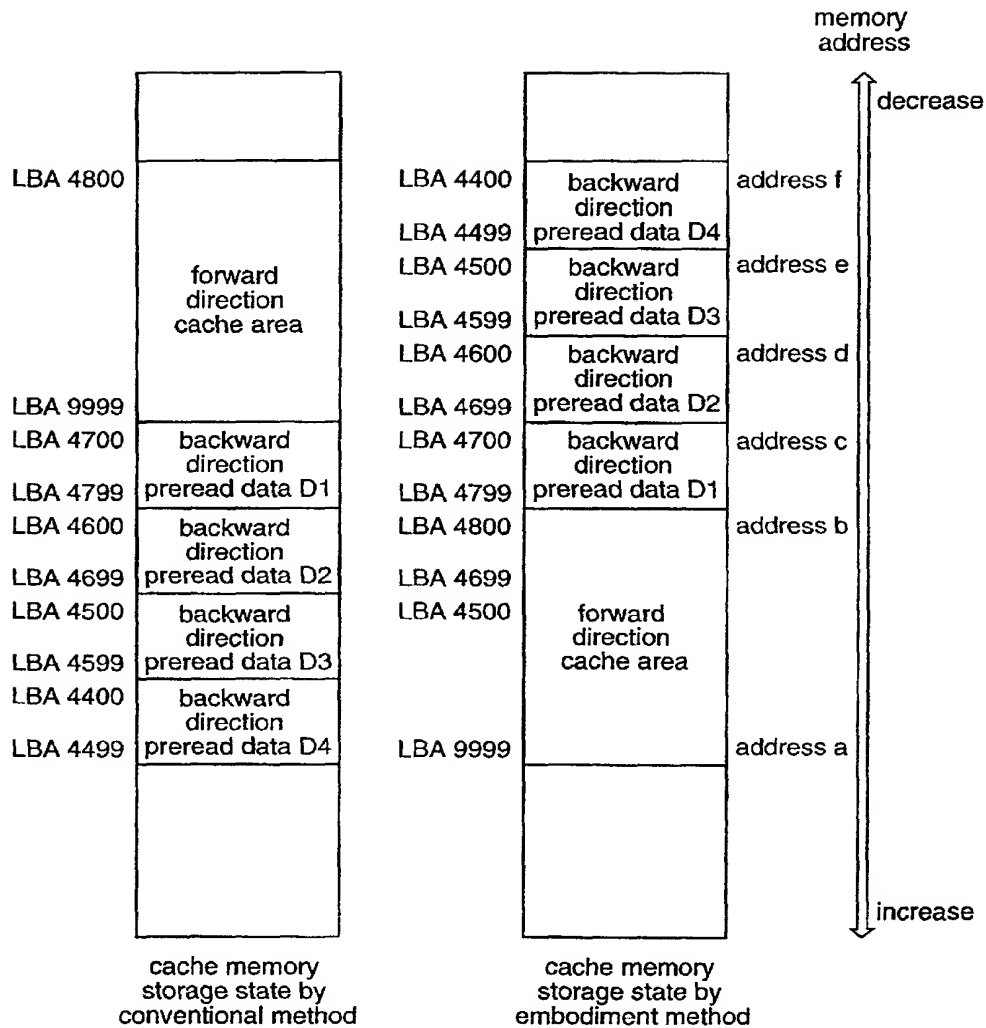 memory
address
decrease
LBA 4800
forward
direction
cache area
LBA 9999
LBA 4700
backward
direction
LBA 4799
preread data D1
LBA 4600
backward
direction
LBA 4699
preread data D2
LBA 4500
backward
direction
LBA 4599
preread data D3
LBA 4400
backward
direction
LBA 4499
preread data D4
cache memory
storage state by
conventional method
LBA 4400
backward
direction
LBA 4499
preread data D4
address f
LBA 4500
backward
direction
LBA 4599
preread data D3
address e
LBA 4600
backward
direction
LBA 4699
preread data D2
address d
LBA 4700
backward
direction
LBA 4799
preread data D1
address c
LBA 4800
address b
LBA 4699
LBA 4500
forward
direction
cache area
LBA 9999
address a
cache memory
storage state by
embodiment method
increase